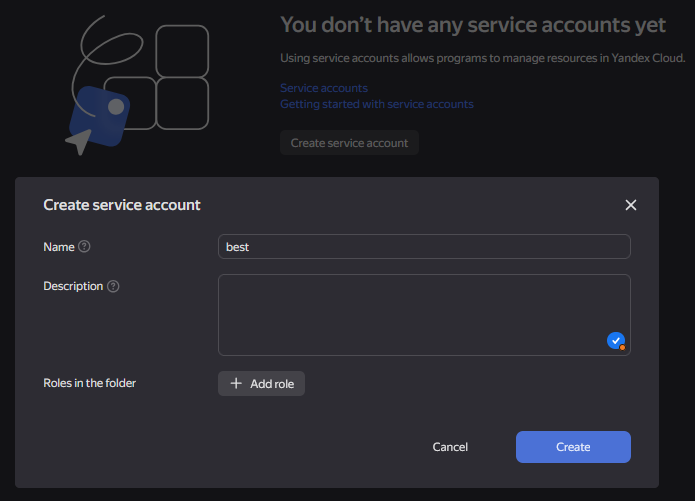 You don't have any service accounts yet
Using service accounts allows programs to manage resources in Yandex Cloud.
Service accounts
Getting started with service accounts
Create service account
Create service account
Name
best
Description
Roles in the folder
+ Add role
Cancel
Create